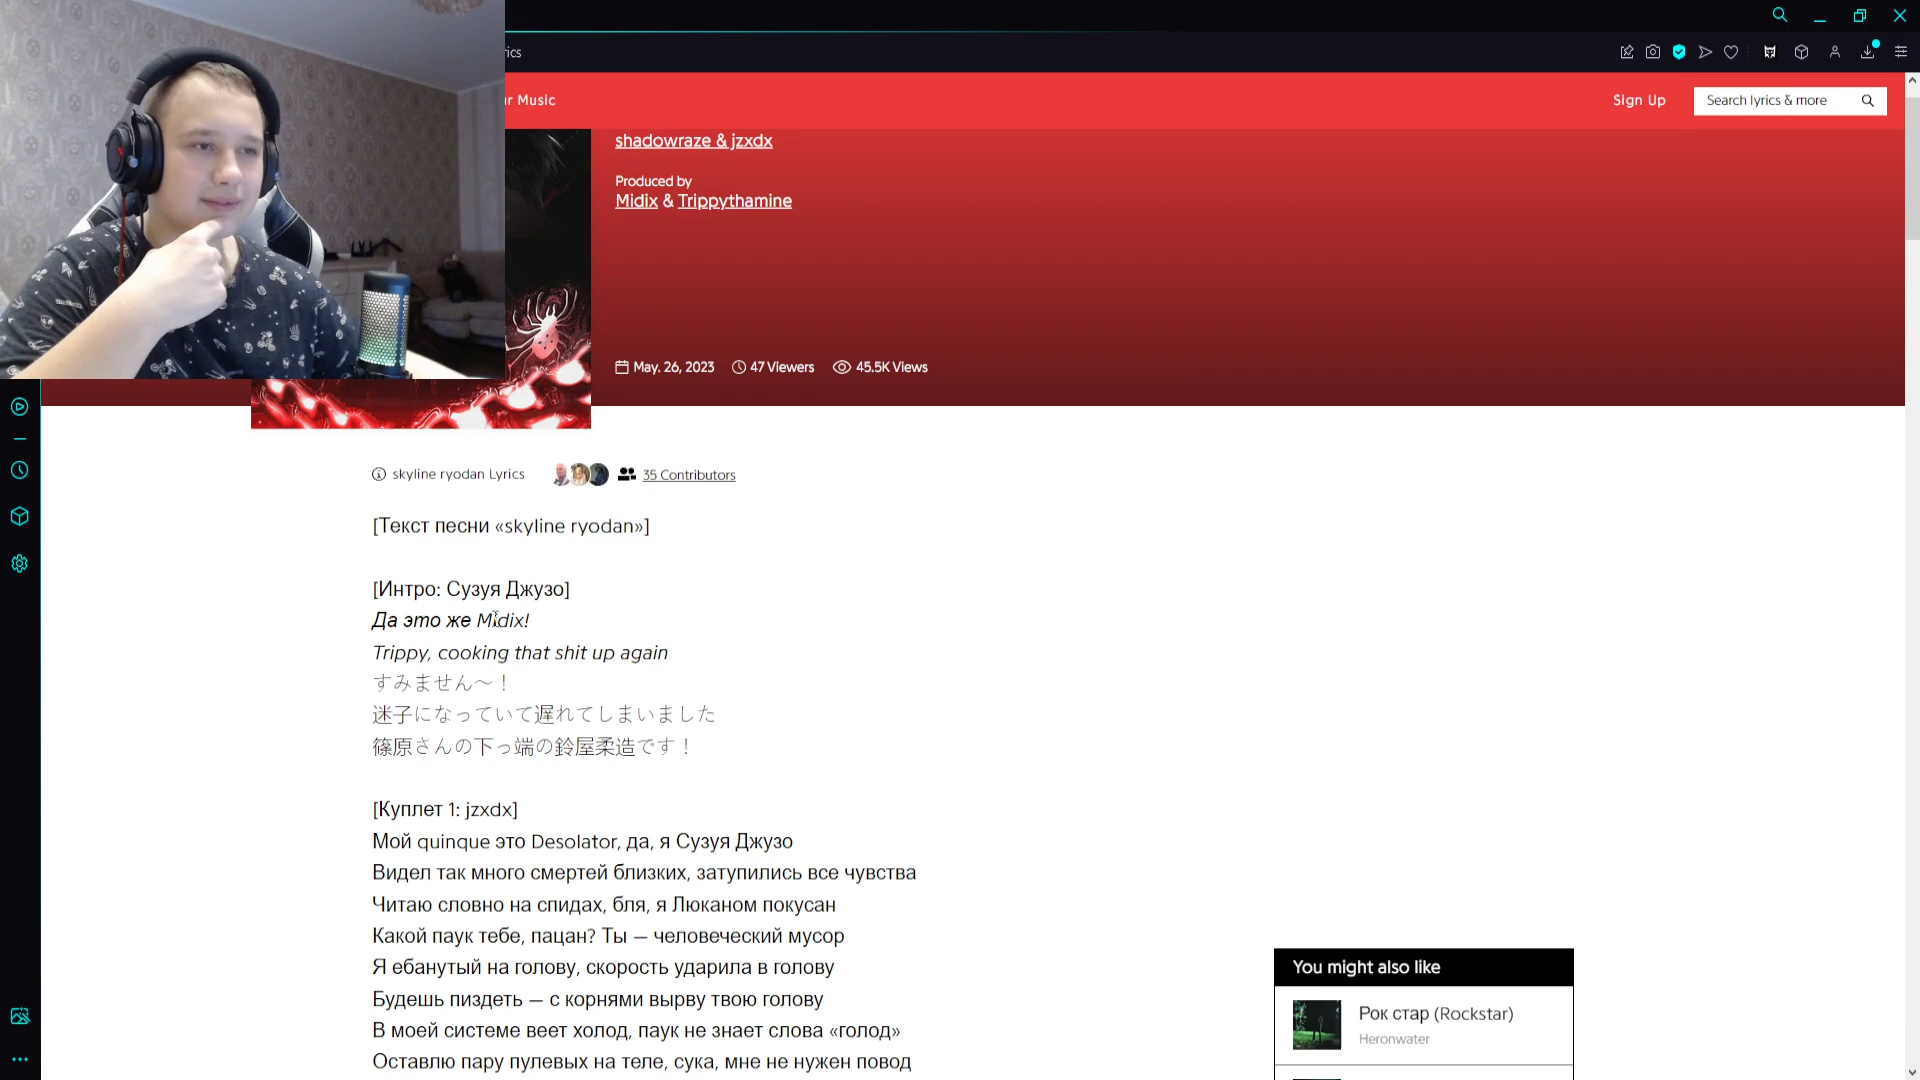 rics
ur Music
Sign Up
Search lyrics & more
shadowraze & jzxdx
Produced by
Midix & Trippythamine
May. 26, 2023
47 Viewers
45.5K Views
skyline ryodan Lyrics
35 Contributors
[Текст песни «skyline ryodan»]
[Интро: Сузуя Джузо]
Да это же Midix!
Trippy, cooking that shit up again
すみません～！
迷子になっていて遅れてしまいました
篠原さんの下っ端の鈴屋柔造です！
[Куплет 1: jzxdx]
Мой quinque это Desolator, да, я Сузуя Джузо
Видел так много смертей близких, затупились все чувства
Читаю словно на спидах, бля, я Люканом покусан
Какой паук тебе, пацан? Ты — человеческий мусор
Я ебанутый на голову, скорость ударила в голову
Будешь пиздеть — с корнями вырву твою голову
В моей системе веет холод, паук не знает слова «голод»
Оставлю пару пулевых на теле, сука, мне не нужен повод
You might also like
Рок стар (Rockstar)
Heronwater